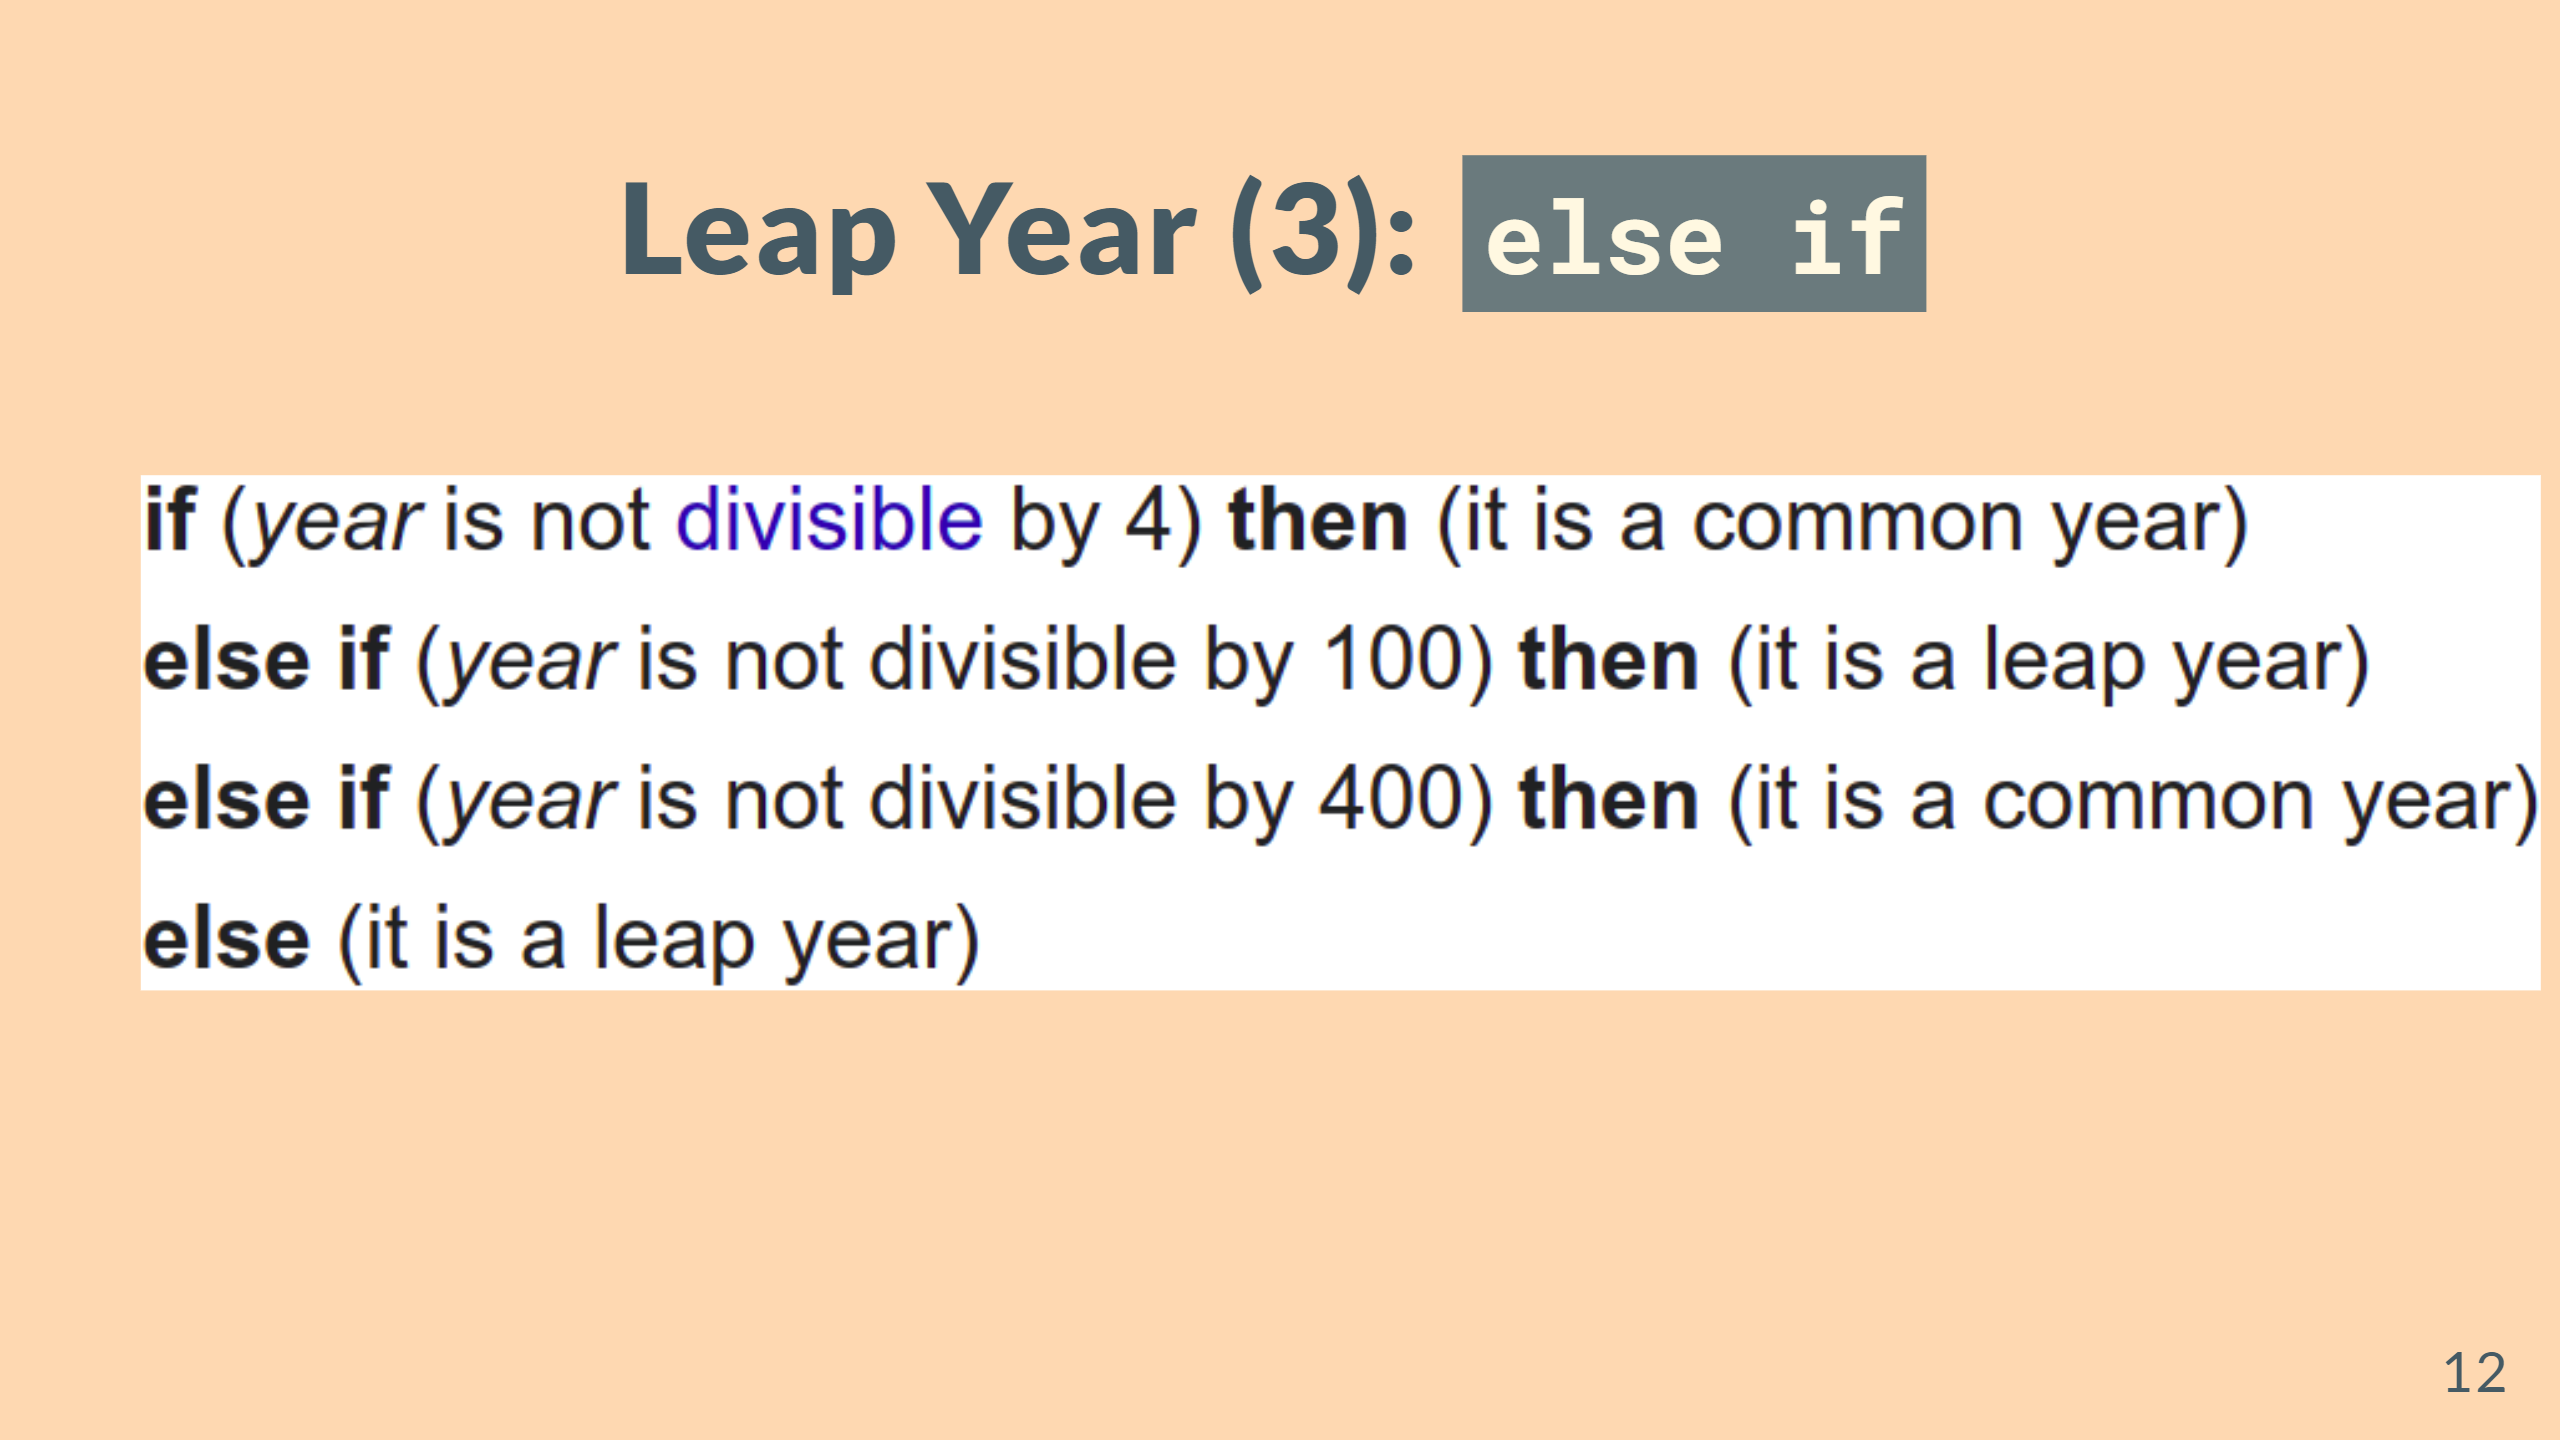 Leap Year (3): else if
if (year is not divisible by 4) then (it is a common year)
else if (year is not divisible by 100) then (it is a leap year)
else if (year is not divisible by 400) then (it is a common year)
else (it is a leap year)
12